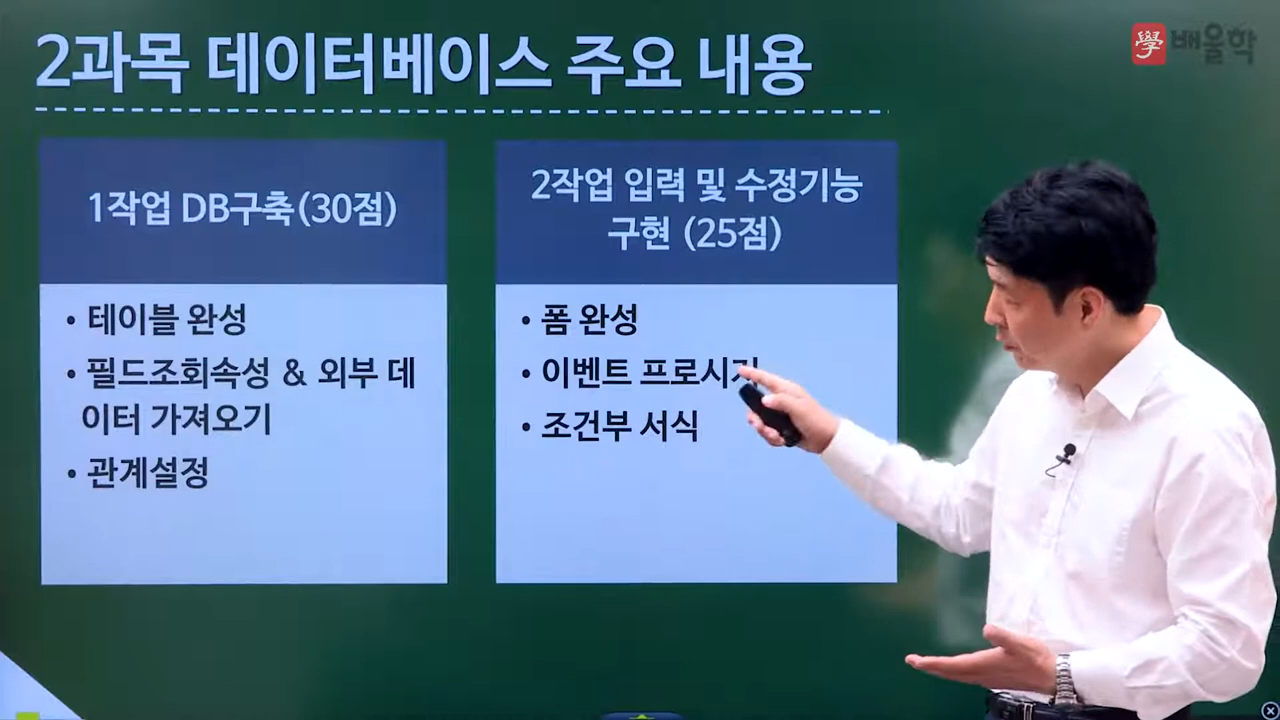 2과목 데이터베이스 주요 내용
學 배울학
1작업 DB구축(30점)
• 테이블 완성
• 필드조회속성 & 외부 데
이터 가져오기
• 관계설정
2작업 입력 및 수정기능
구현 (25점)
• 폼 완성
• 이벤트 프로시저
• 조건부 서식